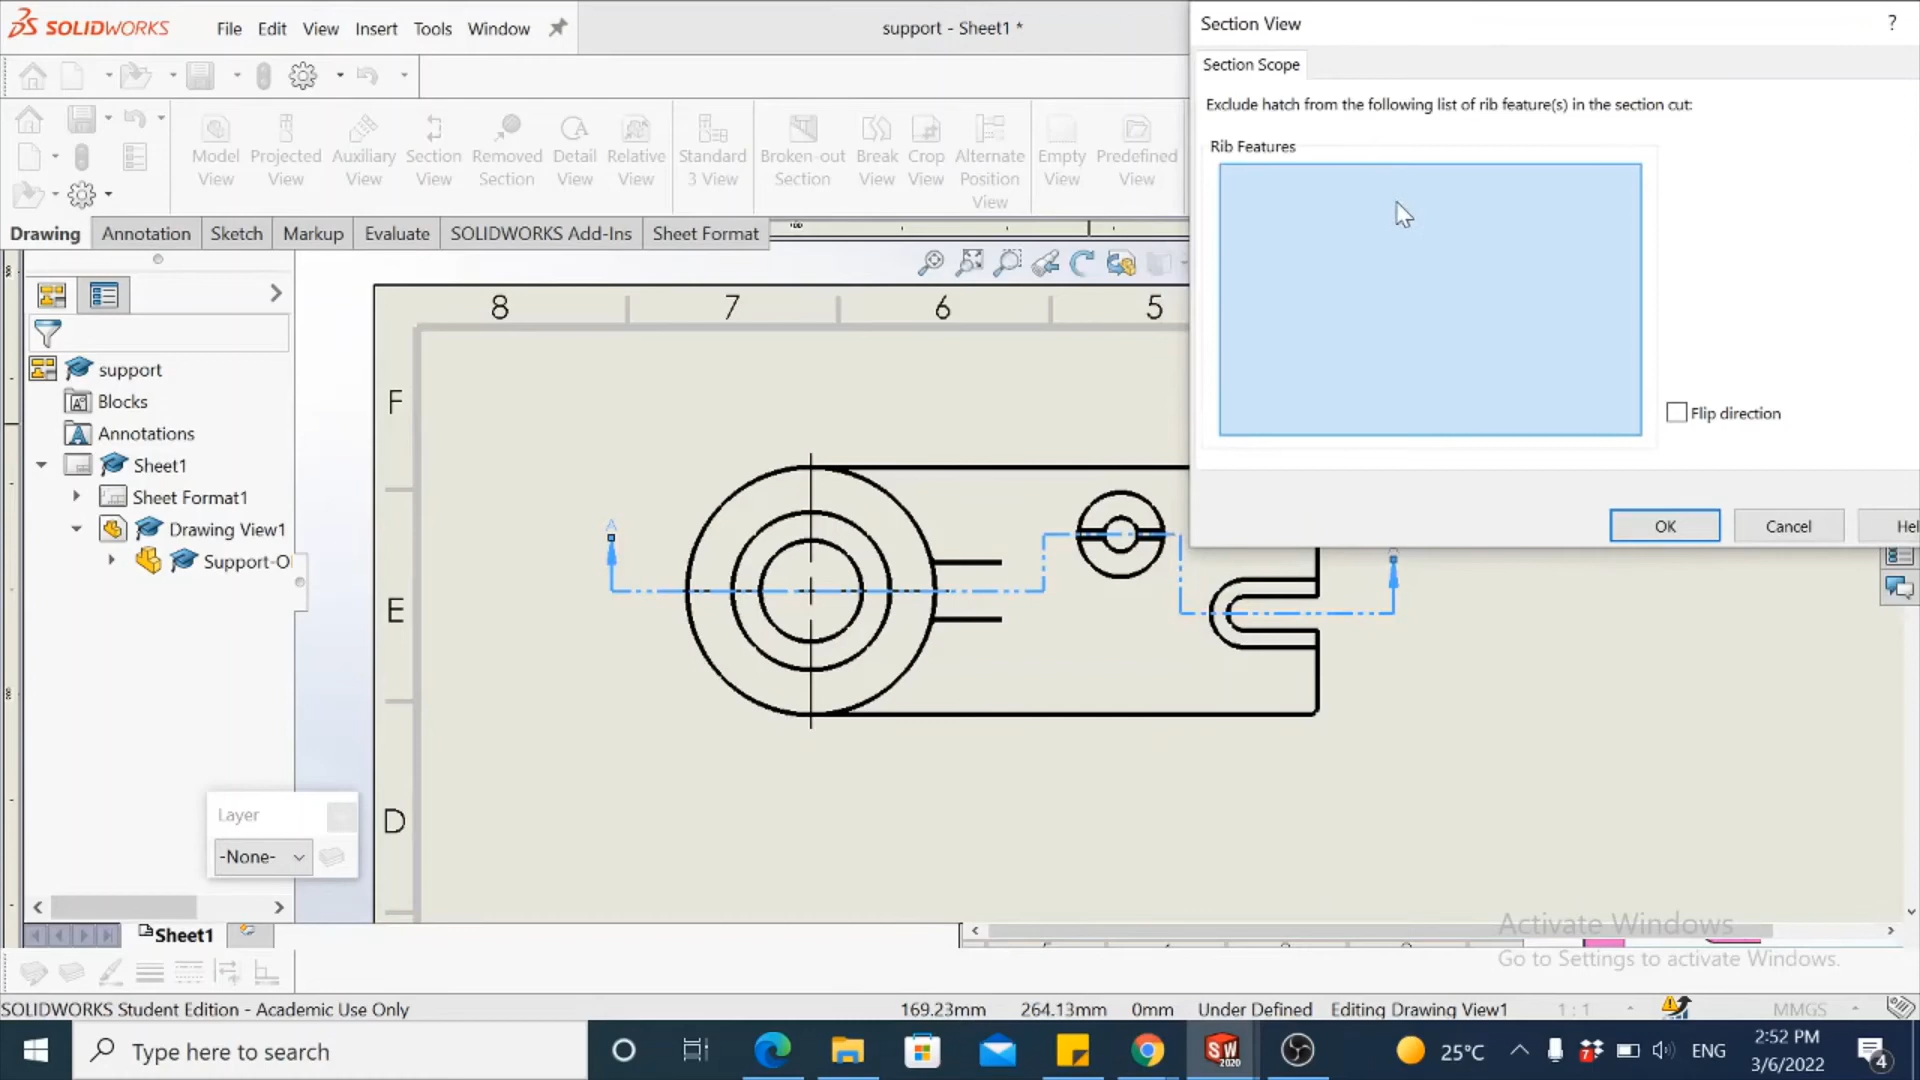 SOLIDWORKS
File Edit View Insert Tools Window
support - Sheet1 *
Section View
?
Section Scope
Exclude hatch from the following list of rib feature(s) in the section cut:
Rib Features
Flip direction
OK Cancel Hel
Model View
Projected View
Auxiliary View
Section View
Removed Section
Detail View
Relative View
Standard 3 View
Broken-out Section
Break View
Crop View
Alternate Position View
Empty View
Predefined View
Drawing Annotation Sketch Markup Evaluate SOLIDWORKS Add-Ins Sheet Format
support
Blocks
Annotations
Sheet1
Sheet Format1
Drawing View1
Support-O
8 7 6 5
F
E
D
A
Layer
-None-
Sheet1
Activate Windows
Go to Settings to activate Windows.
SOLIDWORKS Student Edition - Academic Use Only
169.23mm 264.13mm 0mm Under Defined Editing Drawing View1 1 : 1 MMGS
Type here to search
SW 2020
25°C
ENG
2:52 PM
3/6/2022
4